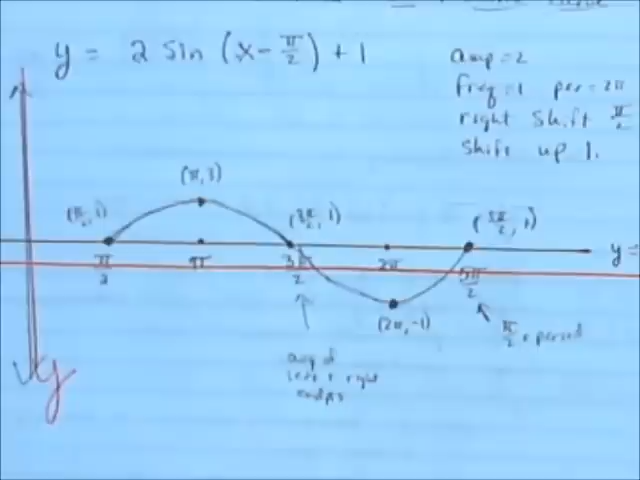 y = 2 sin (x - π/2) + 1
amp = 2
freq = 1 per = 2π
right shift π/2
shift up 1.
(π, 3)
(π/2, 1) (3π/2, 1) (5π/2, 1)
y =
π/2 π 3π/2 2π 5π/2
(2π, -1)
π/2 + period
avg of
left + right
endpts
y